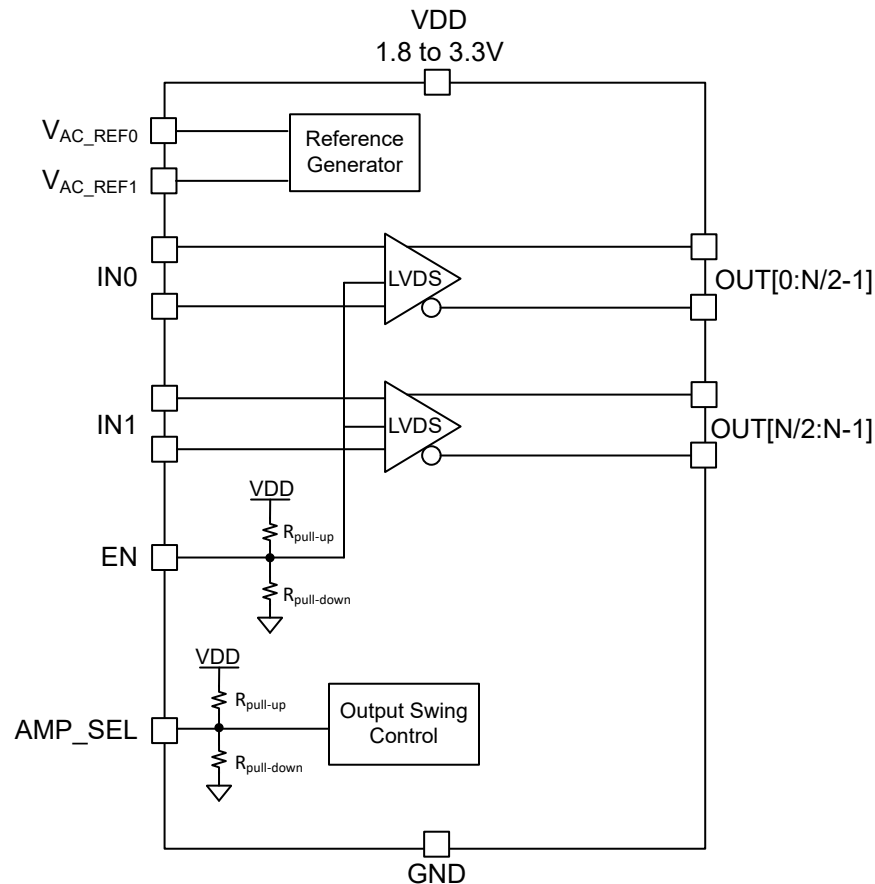 VDD
1.8 to 3.3V
VAC_REF0
Reference
Generator
VAC_REF1
IN0
LVDS
OUT[0:N/2-1]
IN1
LVDS
OUT[N/2:N-1]
VDD
Rpull-up
EN
Rpull-down
VDD
Rpull-up
AMP_SEL
Output Swing
Control
Rpull-down
GND